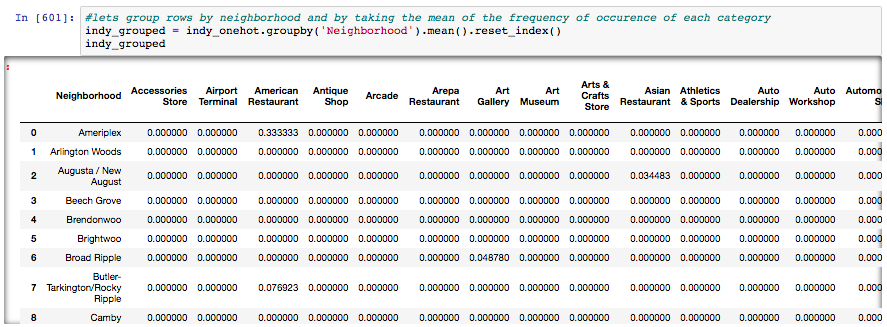 In [601]: #lets group rows by neighborhood and by taking the mean of the frequency of occurence of each category
indy_grouped = indy_onehot.groupby('Neighborhood').mean().reset_index()
indy_grouped
:
Neighborhood Accessories Store Airport Terminal American Restaurant Antique Shop Arcade Arepa Restaurant Art Gallery Art Museum Arts & Crafts Store Asian Restaurant Athletics & Sports Auto Dealership Auto Workshop Automo S
0 Ameriplex 0.000000 0.000000 0.333333 0.000000 0.000000 0.000000 0.000000 0.000000 0.000000 0.000000 0.000000 0.000000 0.000000 0.000
1 Arlington Woods 0.000000 0.000000 0.000000 0.000000 0.000000 0.000000 0.000000 0.000000 0.000000 0.000000 0.000000 0.000000 0.000000 0.000
2 Augusta / New August 0.000000 0.000000 0.000000 0.000000 0.000000 0.000000 0.000000 0.000000 0.000000 0.034483 0.000000 0.000000 0.000000 0.000
3 Beech Grove 0.000000 0.000000 0.000000 0.000000 0.000000 0.000000 0.000000 0.000000 0.000000 0.000000 0.000000 0.000000 0.000000 0.000
4 Brendonwoo 0.000000 0.000000 0.000000 0.000000 0.000000 0.000000 0.000000 0.000000 0.000000 0.000000 0.000000 0.000000 0.000000 0.000
5 Brightwoo 0.000000 0.000000 0.000000 0.000000 0.000000 0.000000 0.000000 0.000000 0.000000 0.000000 0.000000 0.000000 0.000000 0.000
6 Broad Ripple 0.000000 0.000000 0.000000 0.000000 0.000000 0.000000 0.048780 0.000000 0.000000 0.000000 0.000000 0.000000 0.000000 0.000
7 Butler-Tarkington/Rocky Ripple 0.000000 0.000000 0.076923 0.000000 0.000000 0.000000 0.000000 0.000000 0.000000 0.000000 0.000000 0.000000 0.000000 0.000
8 Camby 0.000000 0.000000 0.000000 0.000000 0.000000 0.000000 0.000000 0.000000 0.000000 0.000000 0.000000 0.000000 0.000000 0.000